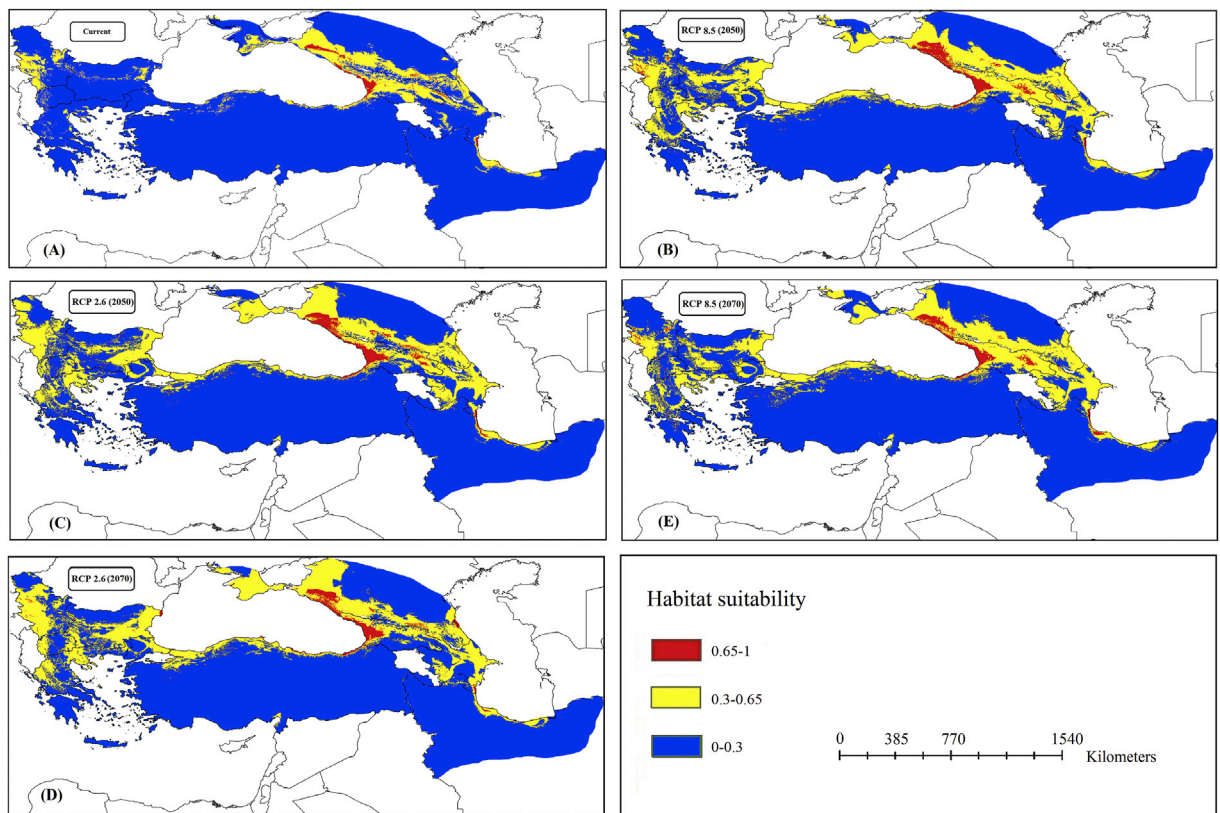 Current
(A)
RCP 8.5 (2050)
(B)
RCP 2.6 (2050)
(C)
RCP 8.5 (2070)
(E)
RCP 2.6 (2070)
(D)
Habitat suitability
0.65-1
0.3-0.65
0-0.3
0 385 770 1540
Kilometers